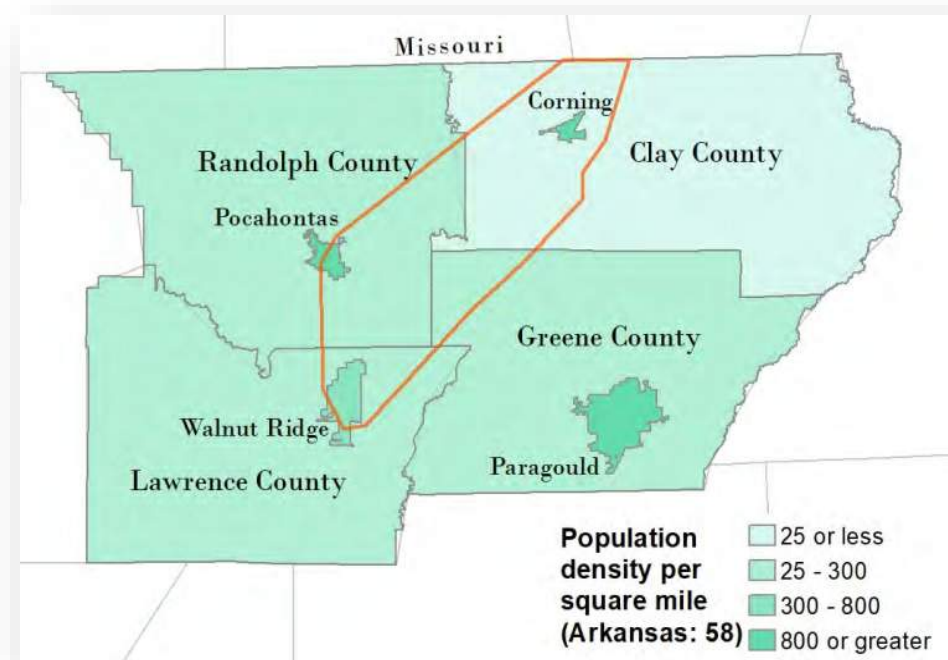 Missouri
Corning
Randolph County
Clay County
Pocahontas
Greene County
Walnut Ridge
Paragould
Lawrence County
Population
density per
square mile
(Arkansas: 58)
25 or less
25 - 300
300 - 800
800 or greater